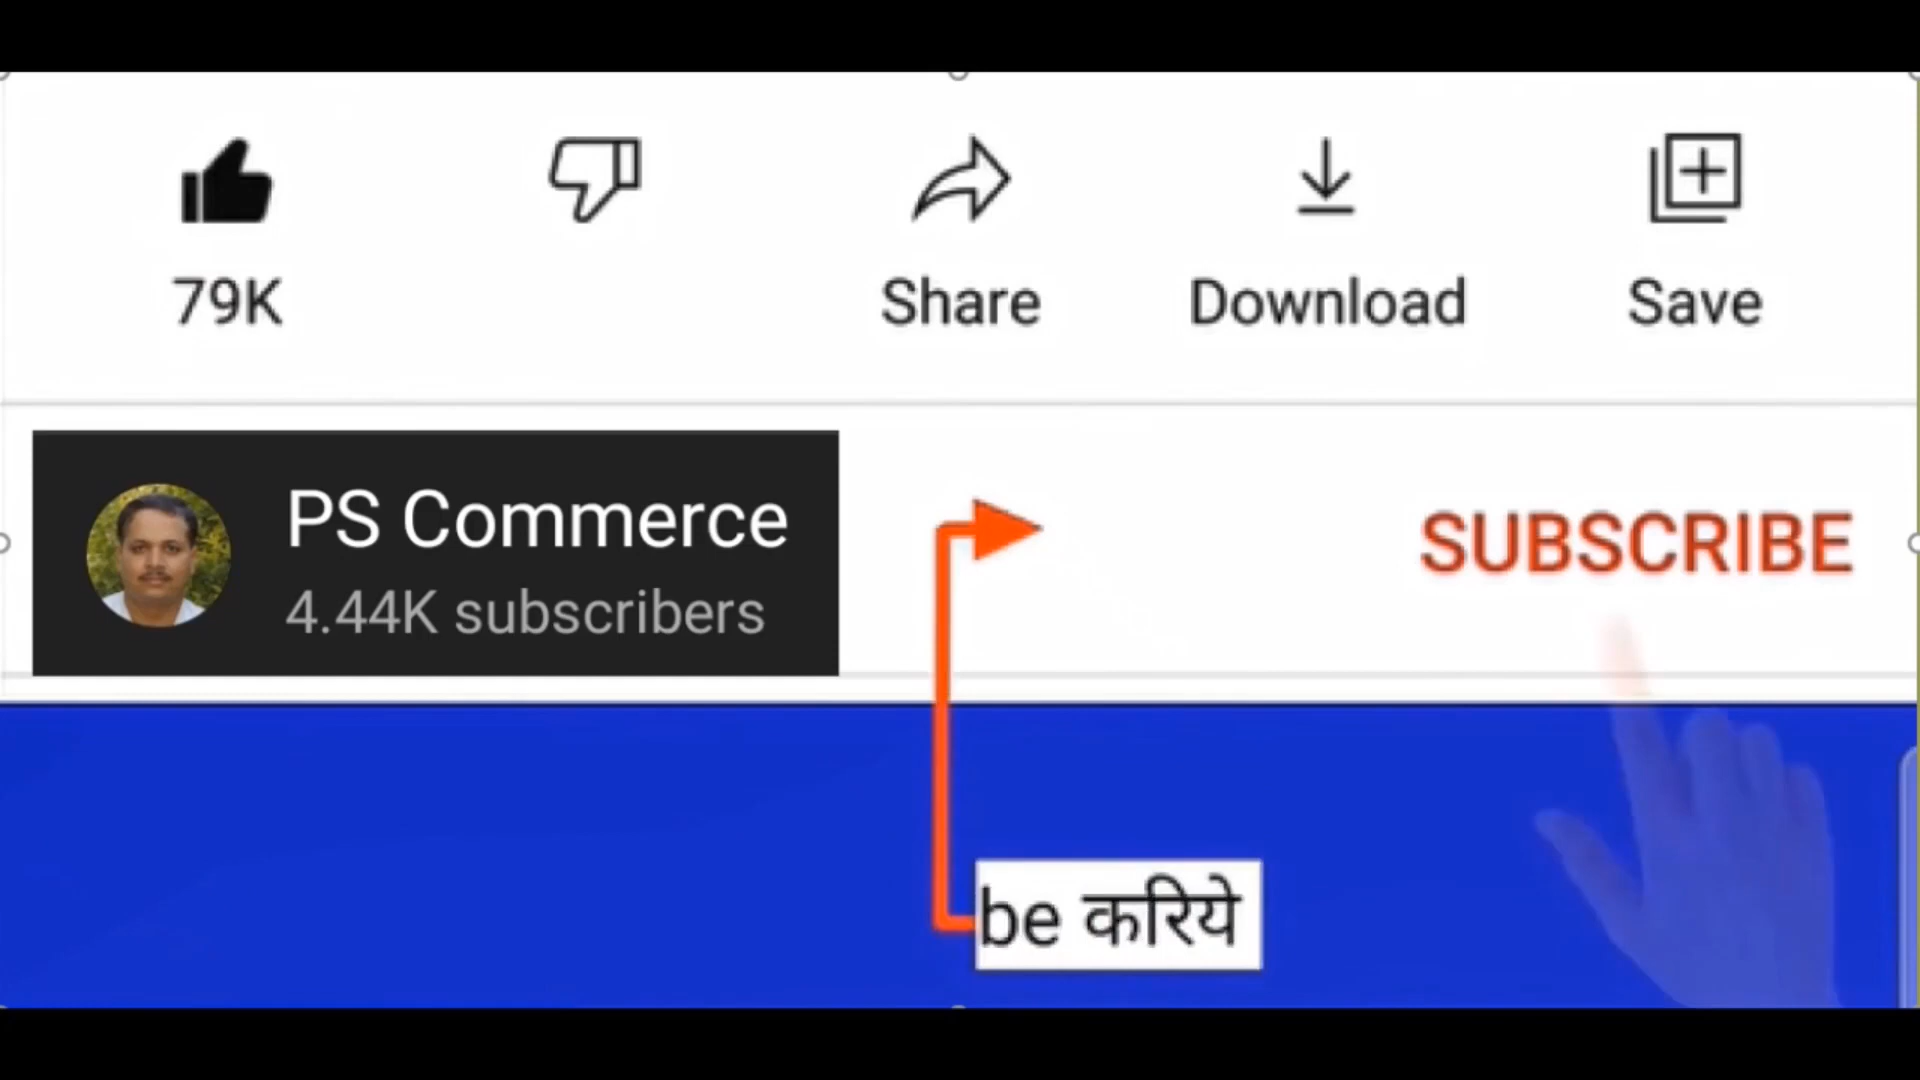 79K
Share
Download
Save
PS Commerce
4.44K subscribers
SUBSCRIBE
be करिये